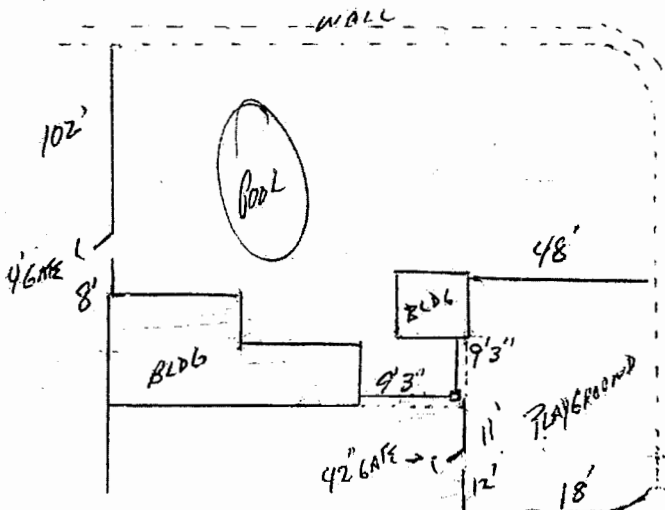 WALL
102'
POOL
4' GATE
8'
48'
BLDG
BLDG
9'3"
9'3"
PLAYGROUND
11'
42" GATE →
12'
18'